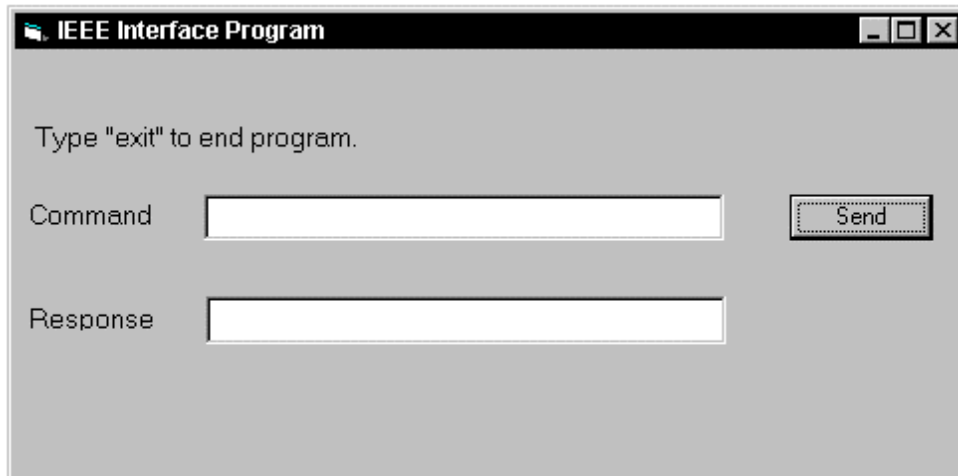 IEEE Interface Program
Type "exit" to end program.
Command
Send
Response